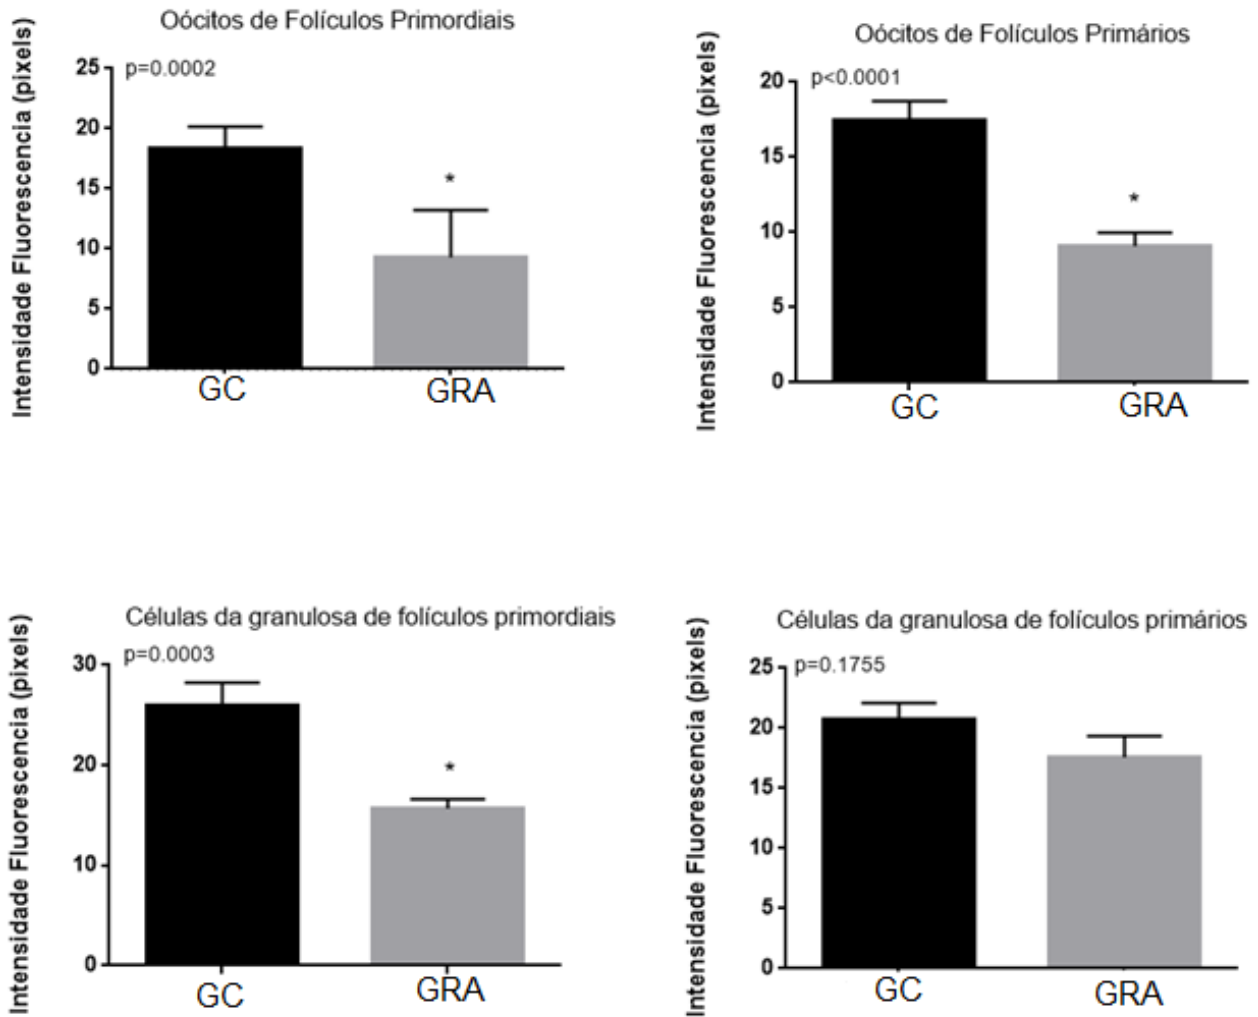 Oócitos de Folículos Primordiais
Intensidade Fluorescencia (pixels)
p=0.0002
25
20
15
10
5
0
*
GC
GRA
Oócitos de Folículos Primários
Intensidade Fluorescencia (pixels)
p<0.0001
20
15
10
5
0
*
GC
GRA
Células da granulosa de folículos primordiais
Intensidade Fluorescencia (pixels)
p=0.0003
30
20
10
0
*
GC
GRA
Células da granulosa de folículos primários
Intensidade Fluorescencia (pixels)
p=0.1755
25
20
15
10
5
0
GC
GRA